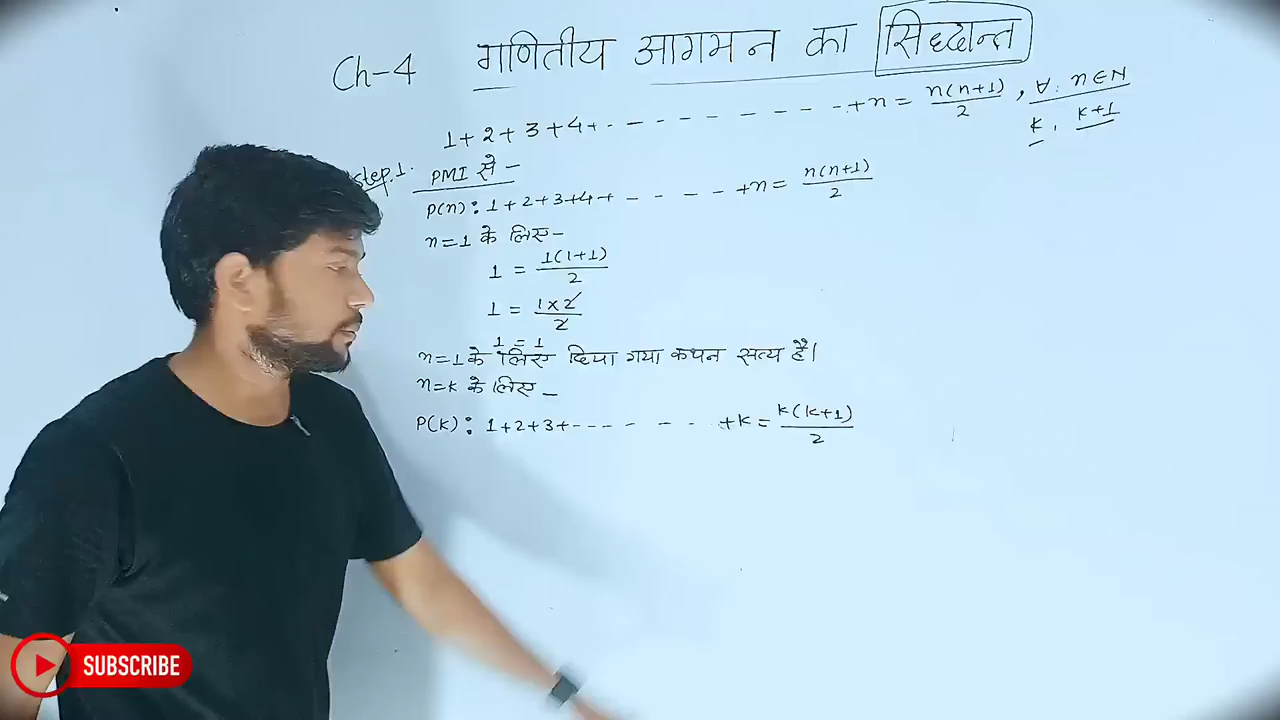 Ch-4 गणितीय आगमन का सिद्धान्त
1+2+3+4+ - - - - - - - - - +n = n(n+1)/2 , ∀: n∈N
k, k+1
step.1. PMI से -
P(n): 1+2+3+4+ - - - - - +n = n(n+1)/2
n=1 के लिए -
1 = 1(1+1)/2
1 = 1×2/2
1 = 1
n=1 के लिए दिया गया कथन सत्य है।
n=k के लिए -
P(k): 1+2+3+ - - - - - - - +k = k(k+1)/2
SUBSCRIBE